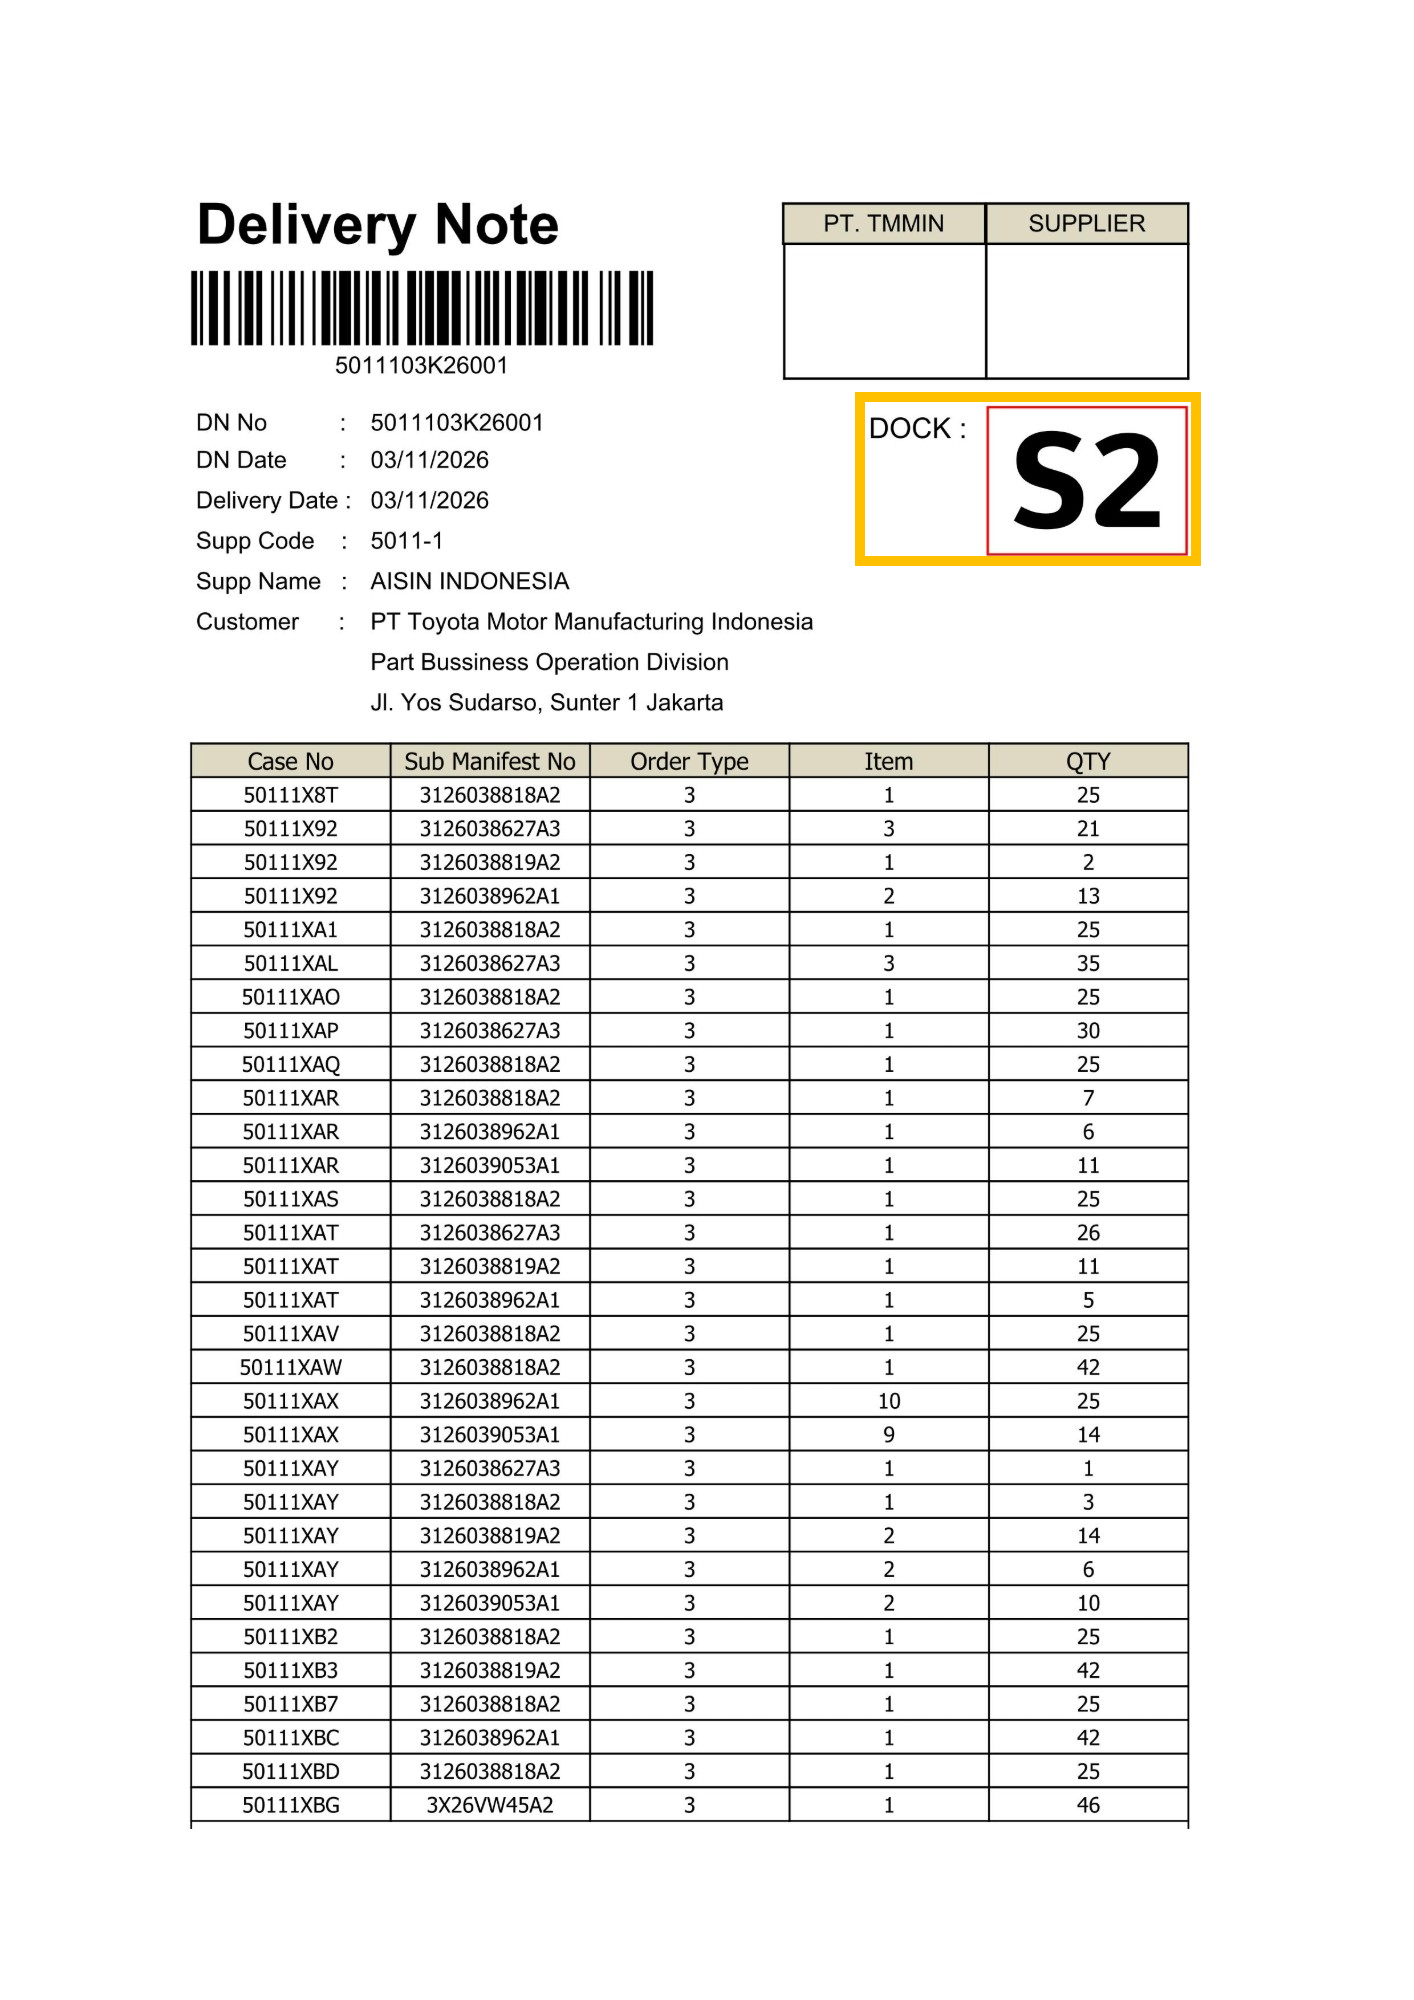 Delivery Note
PT. TMMIN SUPPLIER
5011103K26001
DN No : 5011103K26001
DOCK : S2
DN Date : 03/11/2026
Delivery Date : 03/11/2026
Supp Code : 5011-1
Supp Name : AISIN INDONESIA
Customer : PT Toyota Motor Manufacturing Indonesia
Part Bussiness Operation Division
Jl. Yos Sudarso, Sunter 1 Jakarta
Case No Sub Manifest No Order Type Item QTY
50111X8T 3126038818A2 3 1 25
50111X92 3126038627A3 3 3 21
50111X92 3126038819A2 3 1 2
50111X92 3126038962A1 3 2 13
50111XA1 3126038818A2 3 1 25
50111XAL 3126038627A3 3 3 35
50111XAO 3126038818A2 3 1 25
50111XAP 3126038627A3 3 1 30
50111XAQ 3126038818A2 3 1 25
50111XAR 3126038818A2 3 1 7
50111XAR 3126038962A1 3 1 6
50111XAR 3126039053A1 3 1 11
50111XAS 3126038818A2 3 1 25
50111XAT 3126038627A3 3 1 26
50111XAT 3126038819A2 3 1 11
50111XAT 3126038962A1 3 1 5
50111XAV 3126038818A2 3 1 25
50111XAW 3126038818A2 3 1 42
50111XAX 3126038962A1 3 10 25
50111XAX 3126039053A1 3 9 14
50111XAY 3126038627A3 3 1 1
50111XAY 3126038818A2 3 1 3
50111XAY 3126038819A2 3 2 14
50111XAY 3126038962A1 3 2 6
50111XAY 3126039053A1 3 2 10
50111XB2 3126038818A2 3 1 25
50111XB3 3126038819A2 3 1 42
50111XB7 3126038818A2 3 1 25
50111XBC 3126038962A1 3 1 42
50111XBD 3126038818A2 3 1 25
50111XBG 3X26VW45A2 3 1 46